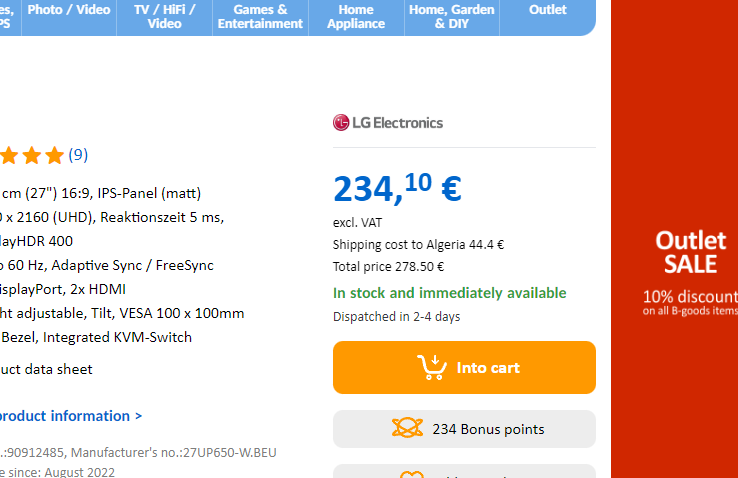 Photo / Video
TV / HiFi /
Video
Games &
Entertainment
Home
Appliance
Home, Garden
& DIY
Outlet
LG Electronics
(9)
cm (27") 16:9, IPS-Panel (matt)
x 2160 (UHD), Reaktionszeit 5 ms,
layHDR 400
60 Hz, Adaptive Sync / FreeSync
isplayPort, 2x HDMI
ht adjustable, Tilt, VESA 100 x 100mm
Bezel, Integrated KVM-Switch
uct data sheet
product information >
.:90912485, Manufacturer's no.:27UP650-W.BEU
e since: August 2022
234,10 €
excl. VAT
Shipping cost to Algeria 44.4 €
Total price 278.50 €
In stock and immediately available
Dispatched in 2-4 days
Into cart
234 Bonus points
Outlet
SALE
10% discount
on all B-goods items